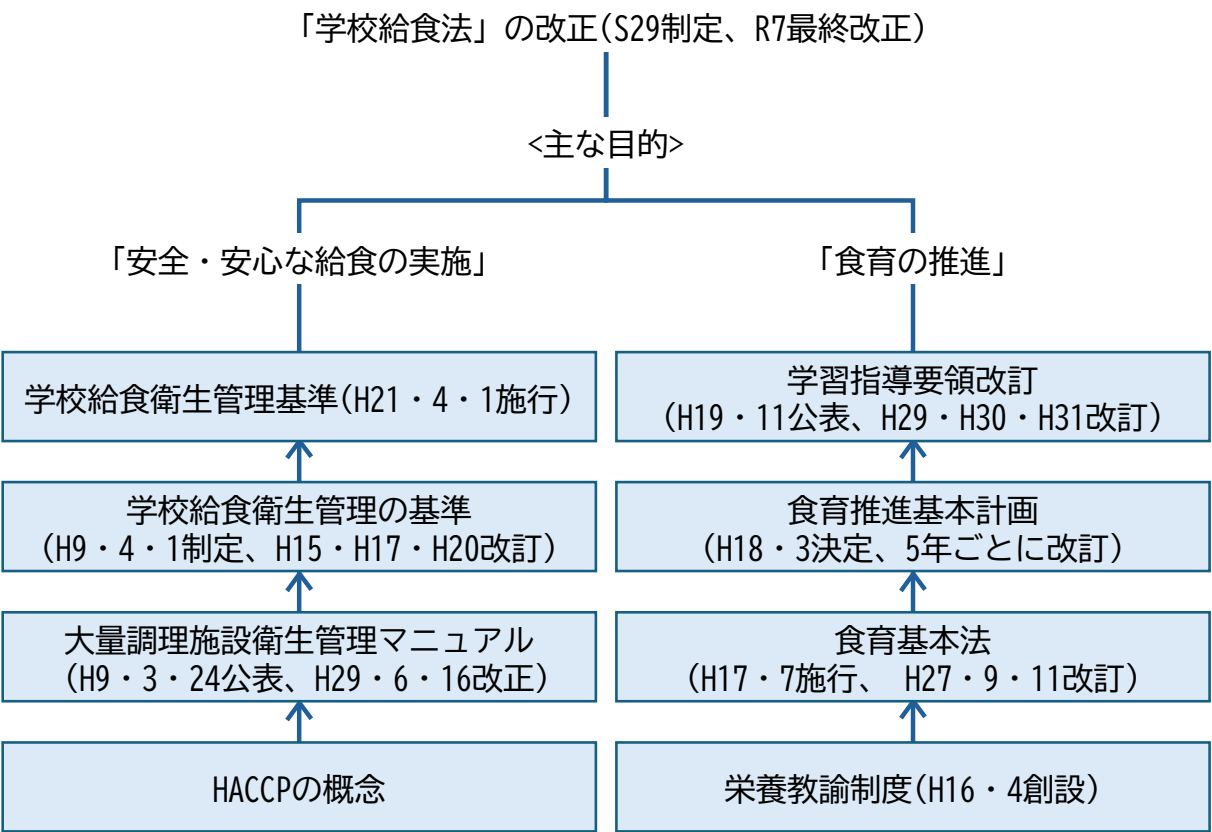 「学校給食法」の改正(S29制定、R7最終改正)
<主な目的>
「安全・安心な給食の実施」
「食育の推進」
学校給食衛生管理基準(H21・4・1施行)
学習指導要領改訂
(H19・11公表、H29・H30・H31改訂)
学校給食衛生管理の基準
(H9・4・1制定、H15・H17・H20改訂)
食育推進基本計画
(H18・3決定、5年ごとに改訂)
大量調理施設衛生管理マニュアル
(H9・3・24公表、H29・6・16改正)
食育基本法
(H17・7施行、 H27・9・11改訂)
HACCPの概念
栄養教諭制度(H16・4創設)